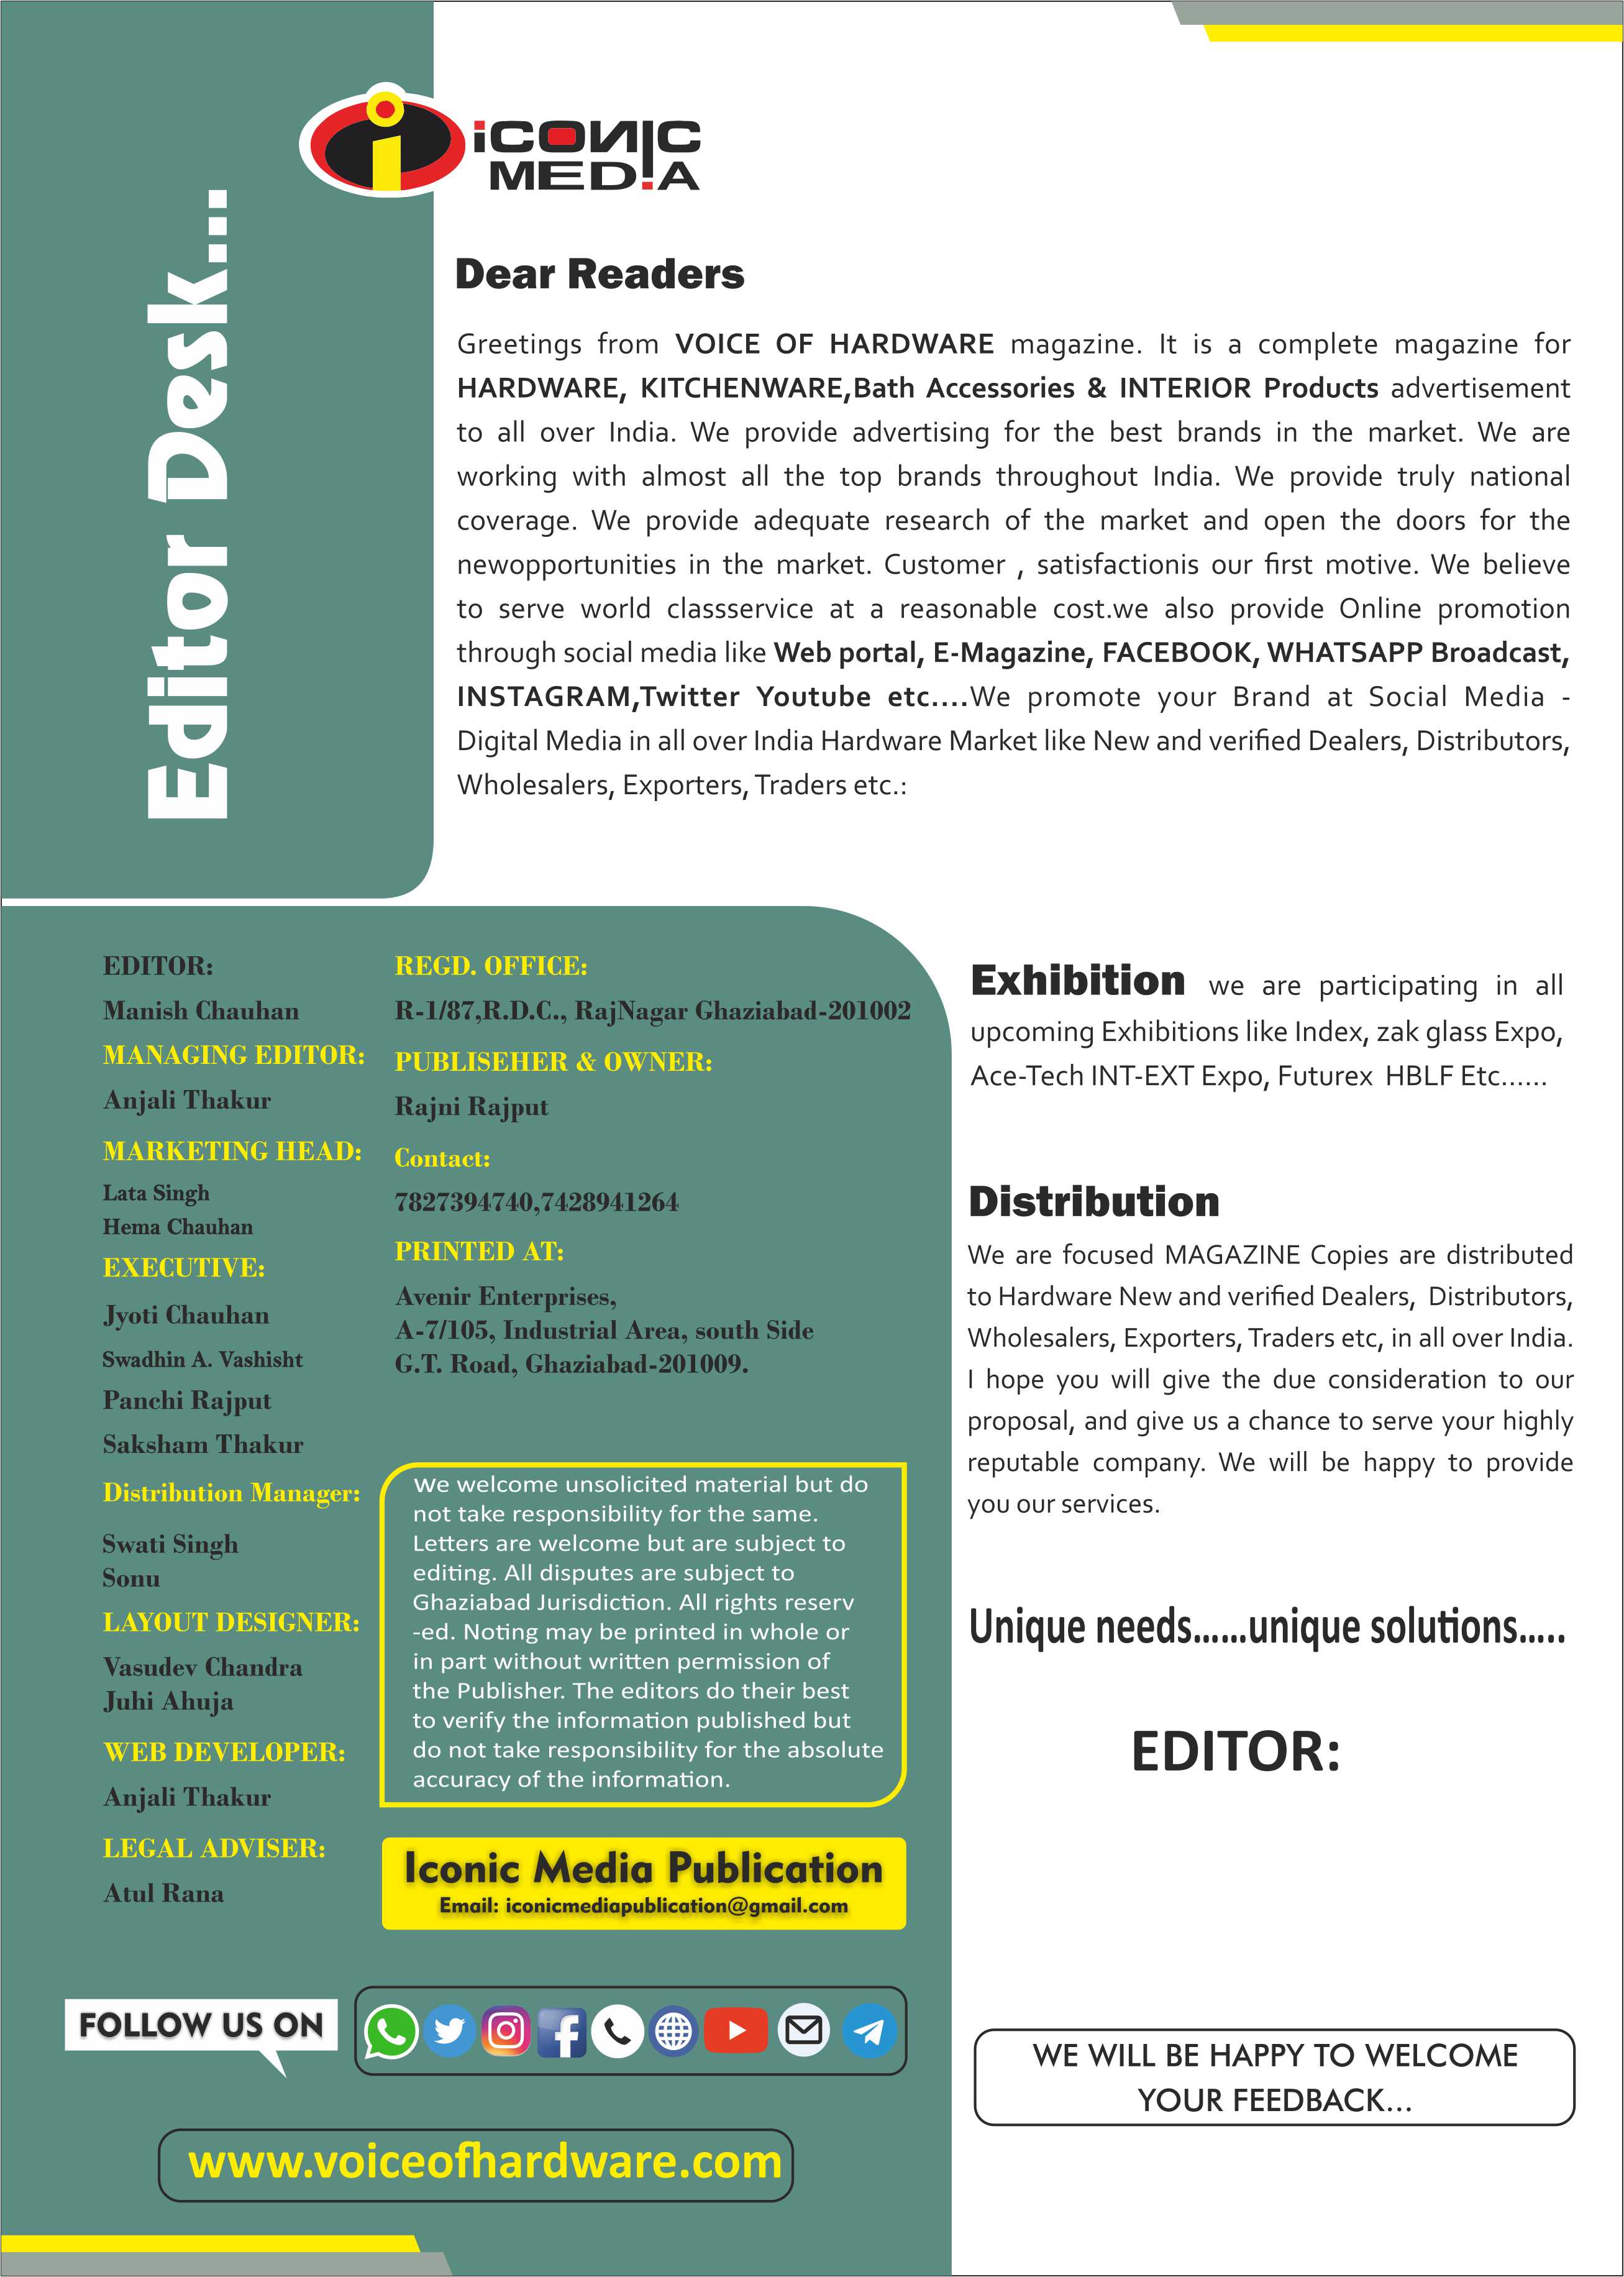 Editor Desk...
iCONIC
MEDIA
Dear Readers
Greetings from VOICE OF HARDWARE magazine. It is a complete magazine for
HARDWARE, KITCHENWARE,Bath Accessories & INTERIOR Products advertisement
to all over India. We provide advertising for the best brands in the market. We are
working with almost all the top brands throughout India. We provide truly national
coverage. We provide adequate research of the market and open the doors for the
newopportunities in the market. Customer , satisfactionis our first motive. We believe
to serve world classservice at a reasonable cost.we also provide Online promotion
through social media like Web portal, E-Magazine, FACEBOOK, WHATSAPP Broadcast,
INSTAGRAM,Twitter Youtube etc....We promote your Brand at Social Media -
Digital Media in all over India Hardware Market like New and verified Dealers, Distributors,
Wholesalers, Exporters, Traders etc.:
EDITOR:
Manish Chauhan
MANAGING EDITOR:
Anjali Thakur
MARKETING HEAD:
Lata Singh
Hema Chauhan
EXECUTIVE:
Jyoti Chauhan
Swadhin A. Vashisht
Panchi Rajput
Saksham Thakur
Distribution Manager:
Swati Singh
Sonu
LAYOUT DESIGNER:
Vasudev Chandra
Juhi Ahuja
WEB DEVELOPER:
Anjali Thakur
LEGAL ADVISER:
Atul Rana
REGD. OFFICE:
R-1/87,R.D.C., RajNagar Ghaziabad-201002
PUBLISEHER & OWNER:
Rajni Rajput
Contact:
7827394740,7428941264
PRINTED AT:
Avenir Enterprises,
A-7/105, Industrial Area, south Side
G.T. Road, Ghaziabad-201009.
We welcome unsolicited material but do
not take responsibility for the same.
Letters are welcome but are subject to
editing. All disputes are subject to
Ghaziabad Jurisdiction. All rights reserv
-ed. Noting may be printed in whole or
in part without written permission of
the Publisher. The editors do their best
to verify the information published but
do not take responsibility for the absolute
accuracy of the information.
Iconic Media Publication
Email: iconicmediapublication@gmail.com
FOLLOW US ON
www.voiceofhardware.com
Exhibition we are participating in all
upcoming Exhibitions like Index, zak glass Expo,
Ace-Tech INT-EXT Expo, Futurex HBLF Etc......
Distribution
We are focused MAGAZINE Copies are distributed
to Hardware New and verified Dealers, Distributors,
Wholesalers, Exporters, Traders etc, in all over India.
I hope you will give the due consideration to our
proposal, and give us a chance to serve your highly
reputable company. We will be happy to provide
you our services.
Unique needs......unique solutions.....
EDITOR:
WE WILL BE HAPPY TO WELCOME
YOUR FEEDBACK...